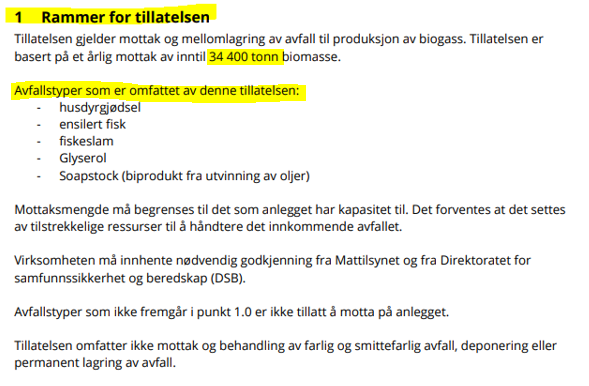 1 Rammer for tillatelsen
Tillatelsen gjelder mottak og mellomlagring av avfall til produksjon av biogass. Tillatelsen er
basert på et årlig mottak av inntil 34 400 tonn biomasse.
Avfallstyper som er omfattet av denne tillatelsen:
- husdyrgjødsel
- ensilert fisk
- fiskeslam
- Glyserol
- Soapstock (biprodukt fra utvinning av oljer)
Mottaksmengde må begrenses til det som anlegget har kapasitet til. Det forventes at det settes
av tilstrekkelige ressurser til å håndtere det innkommende avfallet.
Virksomheten må innhente nødvendig godkjenning fra Mattilsynet og fra Direktoratet for
samfunnssikkerhet og beredskap (DSB).
Avfallstyper som ikke fremgår i punkt 1.0 er ikke tillatt å motta på anlegget.
Tillatelsen omfatter ikke mottak og behandling av farlig og smittefarlig avfall, deponering eller
permanent lagring av avfall.